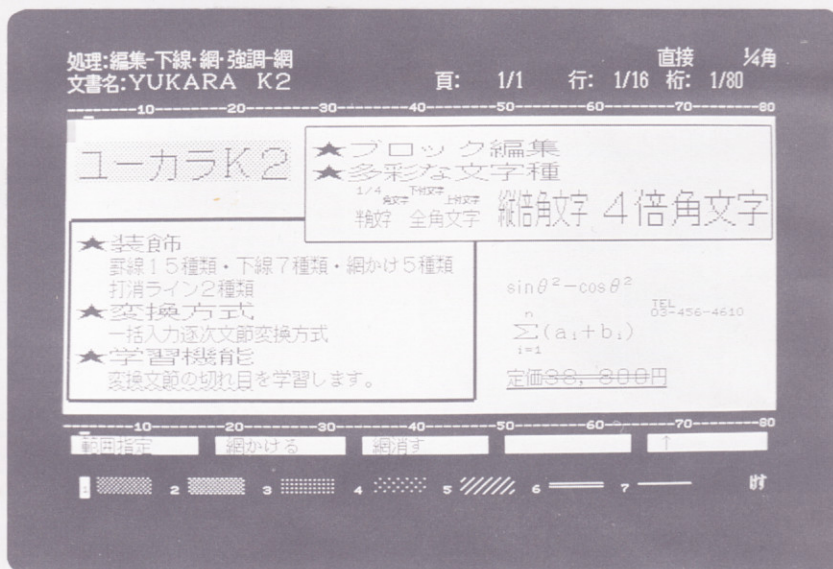 処理:編集-下線・網・強調-網 直接 ¼角
文書名:YUKARA K2 頁: 1/1 行: 1/16 桁: 1/80
10 20 30 40 50 60 70 80
ユーカラK2
★ブロック編集
★多彩な文字種
1/4角文字 下付文字 上付文字
半角文字 全角文字 縦倍角文字 4倍角文字
★装飾
罫線15種類・下線7種類・網かけ5種類
打消ライン2種類
★変換方式
一括入力逐次文節変換方式
★学習機能
変換文節の切れ目を学習します。
sinθ²−cosθ²
TEL
03-456-4610
n
∑(aᵢ+bᵢ)
i=1
定価38,800円
10 20 30 40 50 60 70 80
範囲指定 網かける 網消す ↑
1 2 3 4 5 6 7